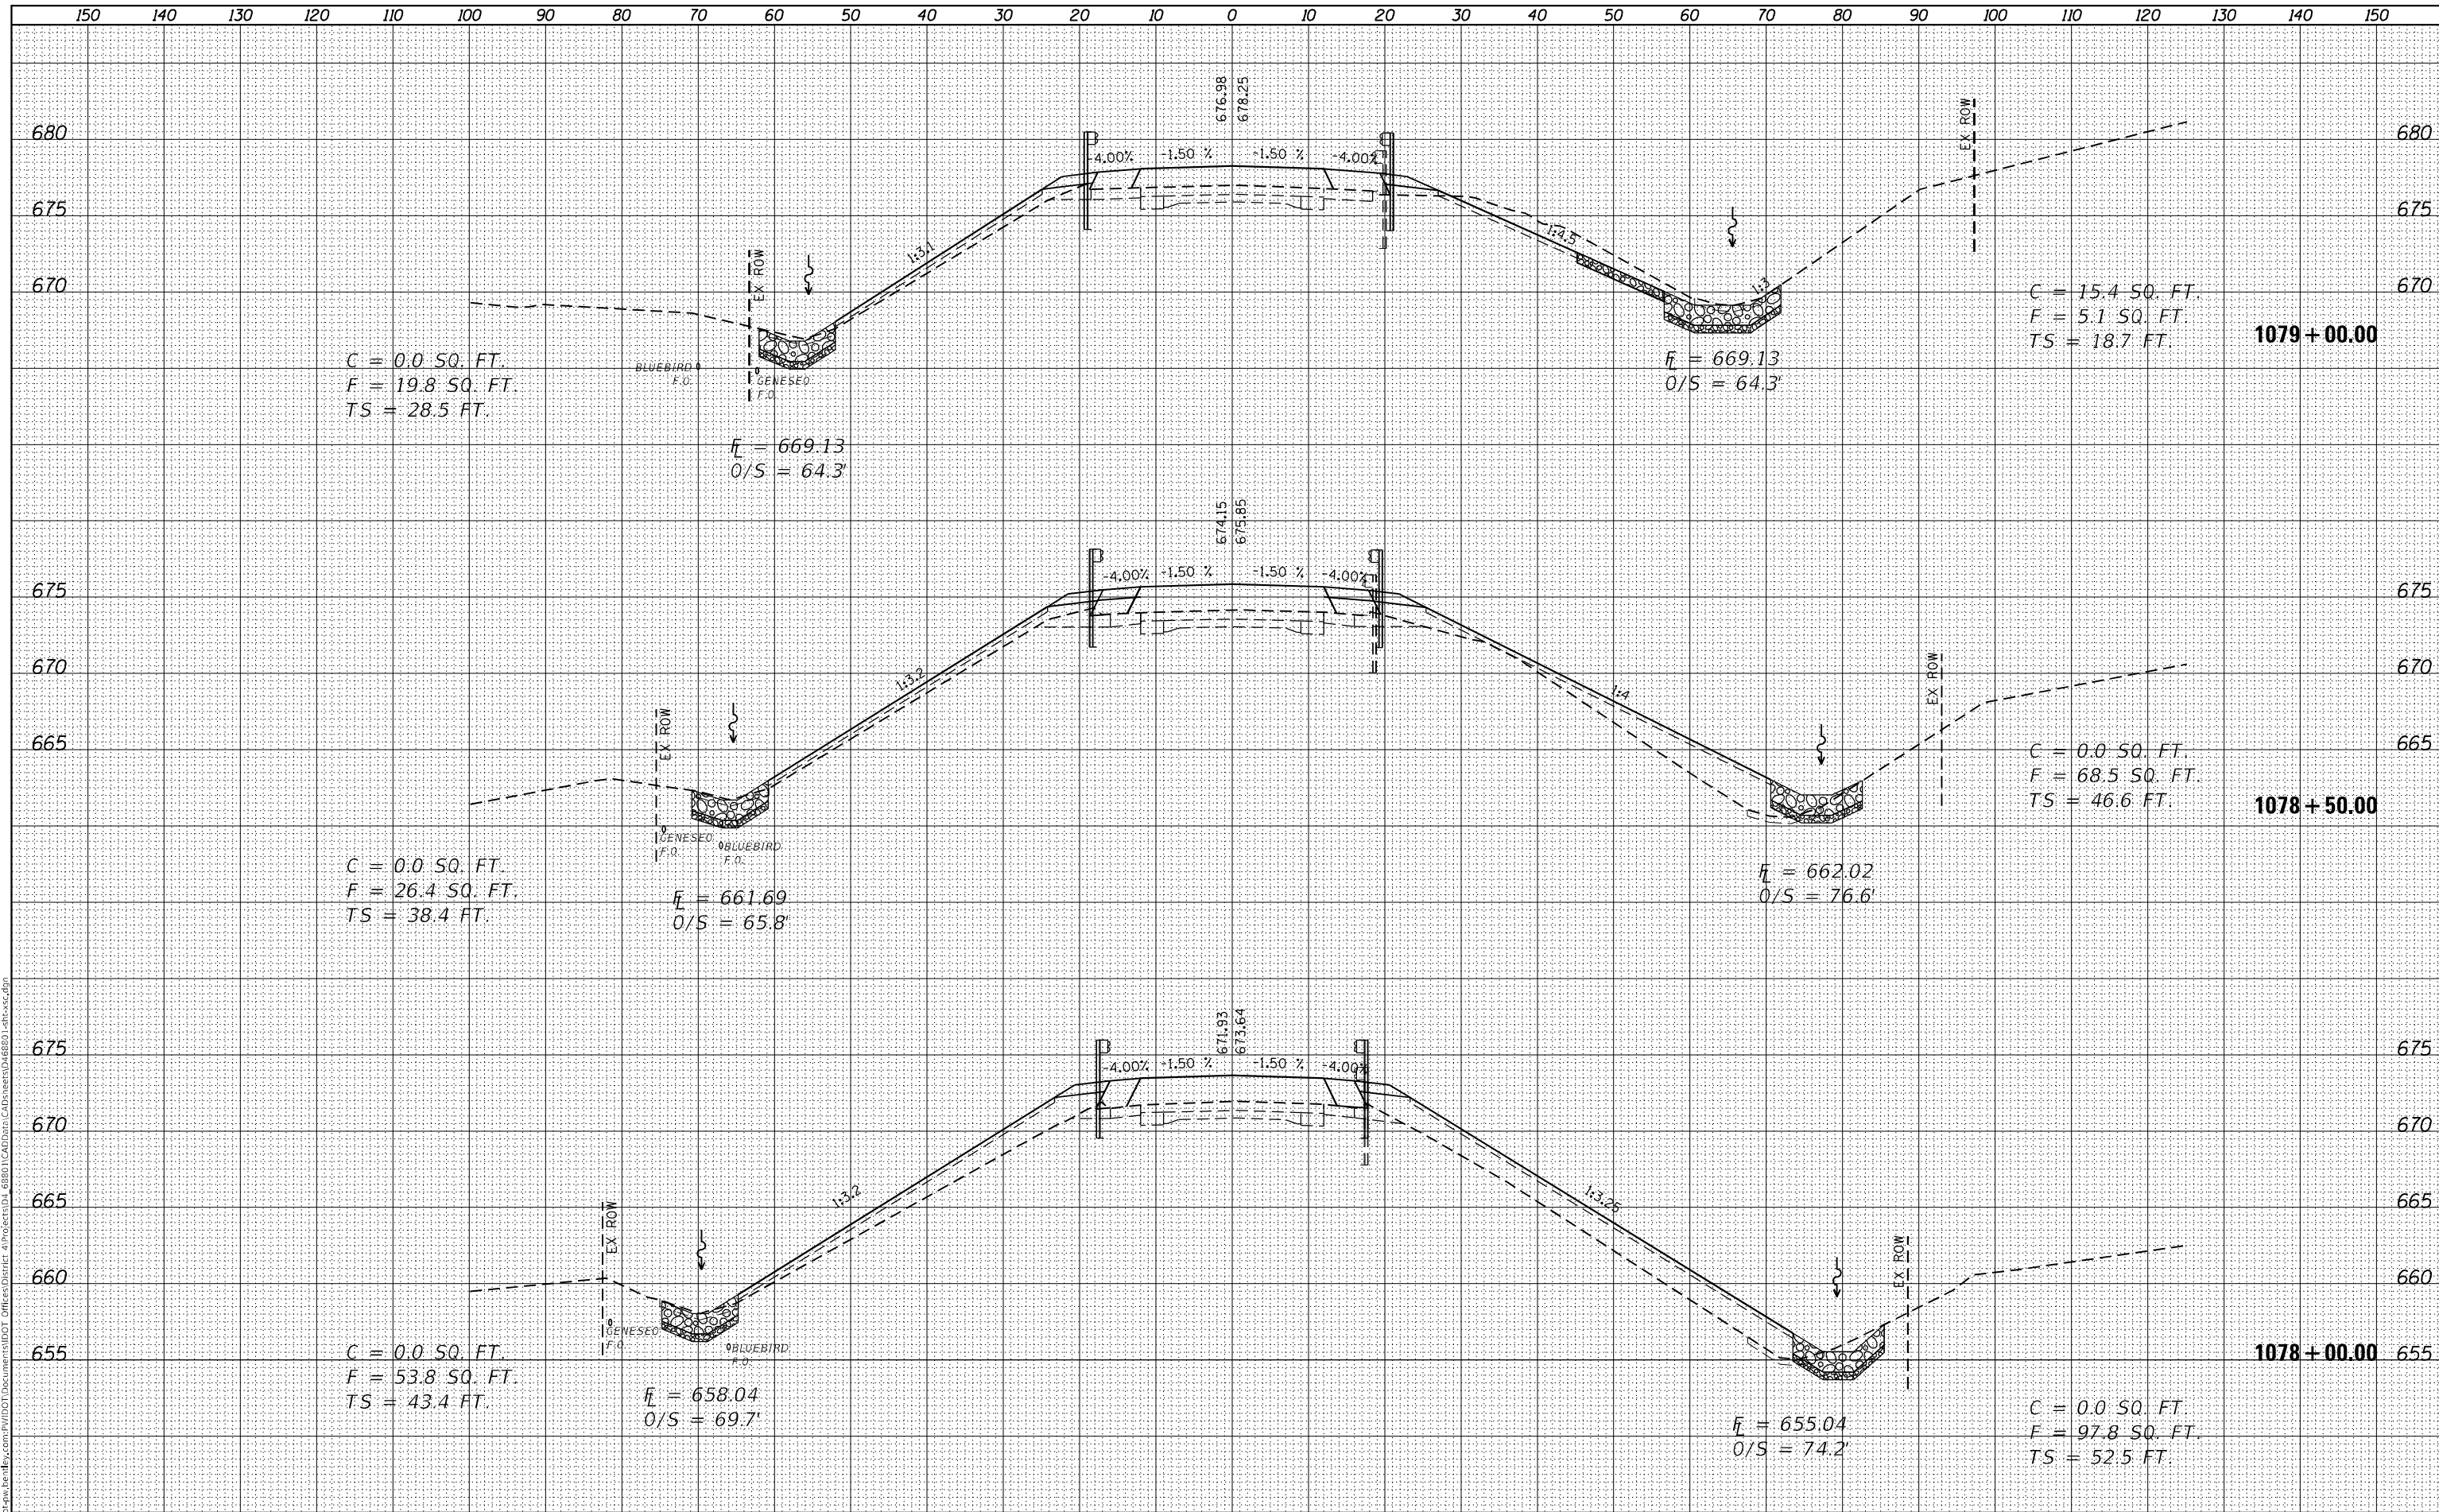 150 140 130 120 110 100 90 80 70 60 50 40 30 20 10 0 10 20 30 40 50 60 70 80 90 100 110 120 130 140 150
676.98
678.25
680
EX ROW
680
-4.00%
-1.50 %
-1.50 %
-4.00%
675
675
EX ROW
1:3.1
1:4.5
670
1:3
670
C = 15.4 SQ. FT.
F = 5.1 SQ. FT
TS = 18.7 FT.
1079+00.00
C = 0.0 SQ. FT.
F = 19.8 SQ. FT.
TS = 28.5 FT.
BLUEBIRD
F.O.
GENESEO
F.O.
FL = 669.13
O/S = 64.3'
FL = 669.13
O/S = 64.3'
674.15
675.85
675
-4.00%
-1.50 %
-1.50 %
-4.00%
675
670
1:3.2
1:4
EX ROW
670
EX ROW
665
665
C = 0.0 SQ. FT.
F = 68.5 SQ. FT.
TS = 46.6 FT.
1078+50.00
GENESEO
F.O.
BLUEBIRD
F.O.
C = 0.0 SQ. FT.
F = 26.4 SQ. FT.
TS = 38.4 FT.
FL = 661.69
O/S = 65.8'
FL = 662.02
O/S = 76.6'
671.93
673.64
675
675
-4.00%
-1.50 %
-1.50 %
-4.00%
670
670
665
1:3.2
1:3.25
665
EX ROW
EX ROW
660
660
GENESEO
F.O.
BLUEBIRD
F.O.
655
1078+00.00
655
C = 0.0 SQ. FT.
F = 53.8 SQ. FT.
TS = 43.4 FT.
FL = 658.04
O/S = 69.7'
FL = 655.04
O/S = 74.2'
C = 0.0 SQ. FT
F = 97.8 SQ. FT.
TS = 52.5 FT.